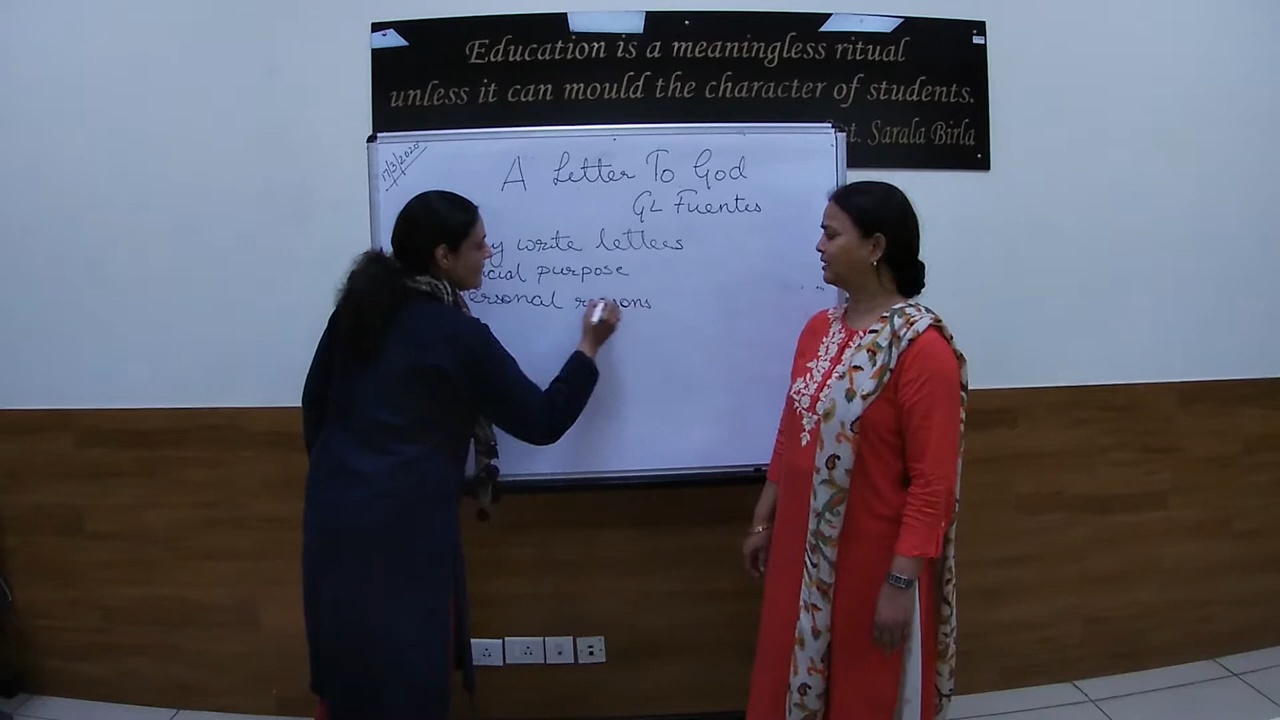 Education is a meaningless ritual
unless it can mould the character of students.
Sarala Birla
17/3/2020
A Letter To God
GL Fuentes
write letters
purpose
reasons